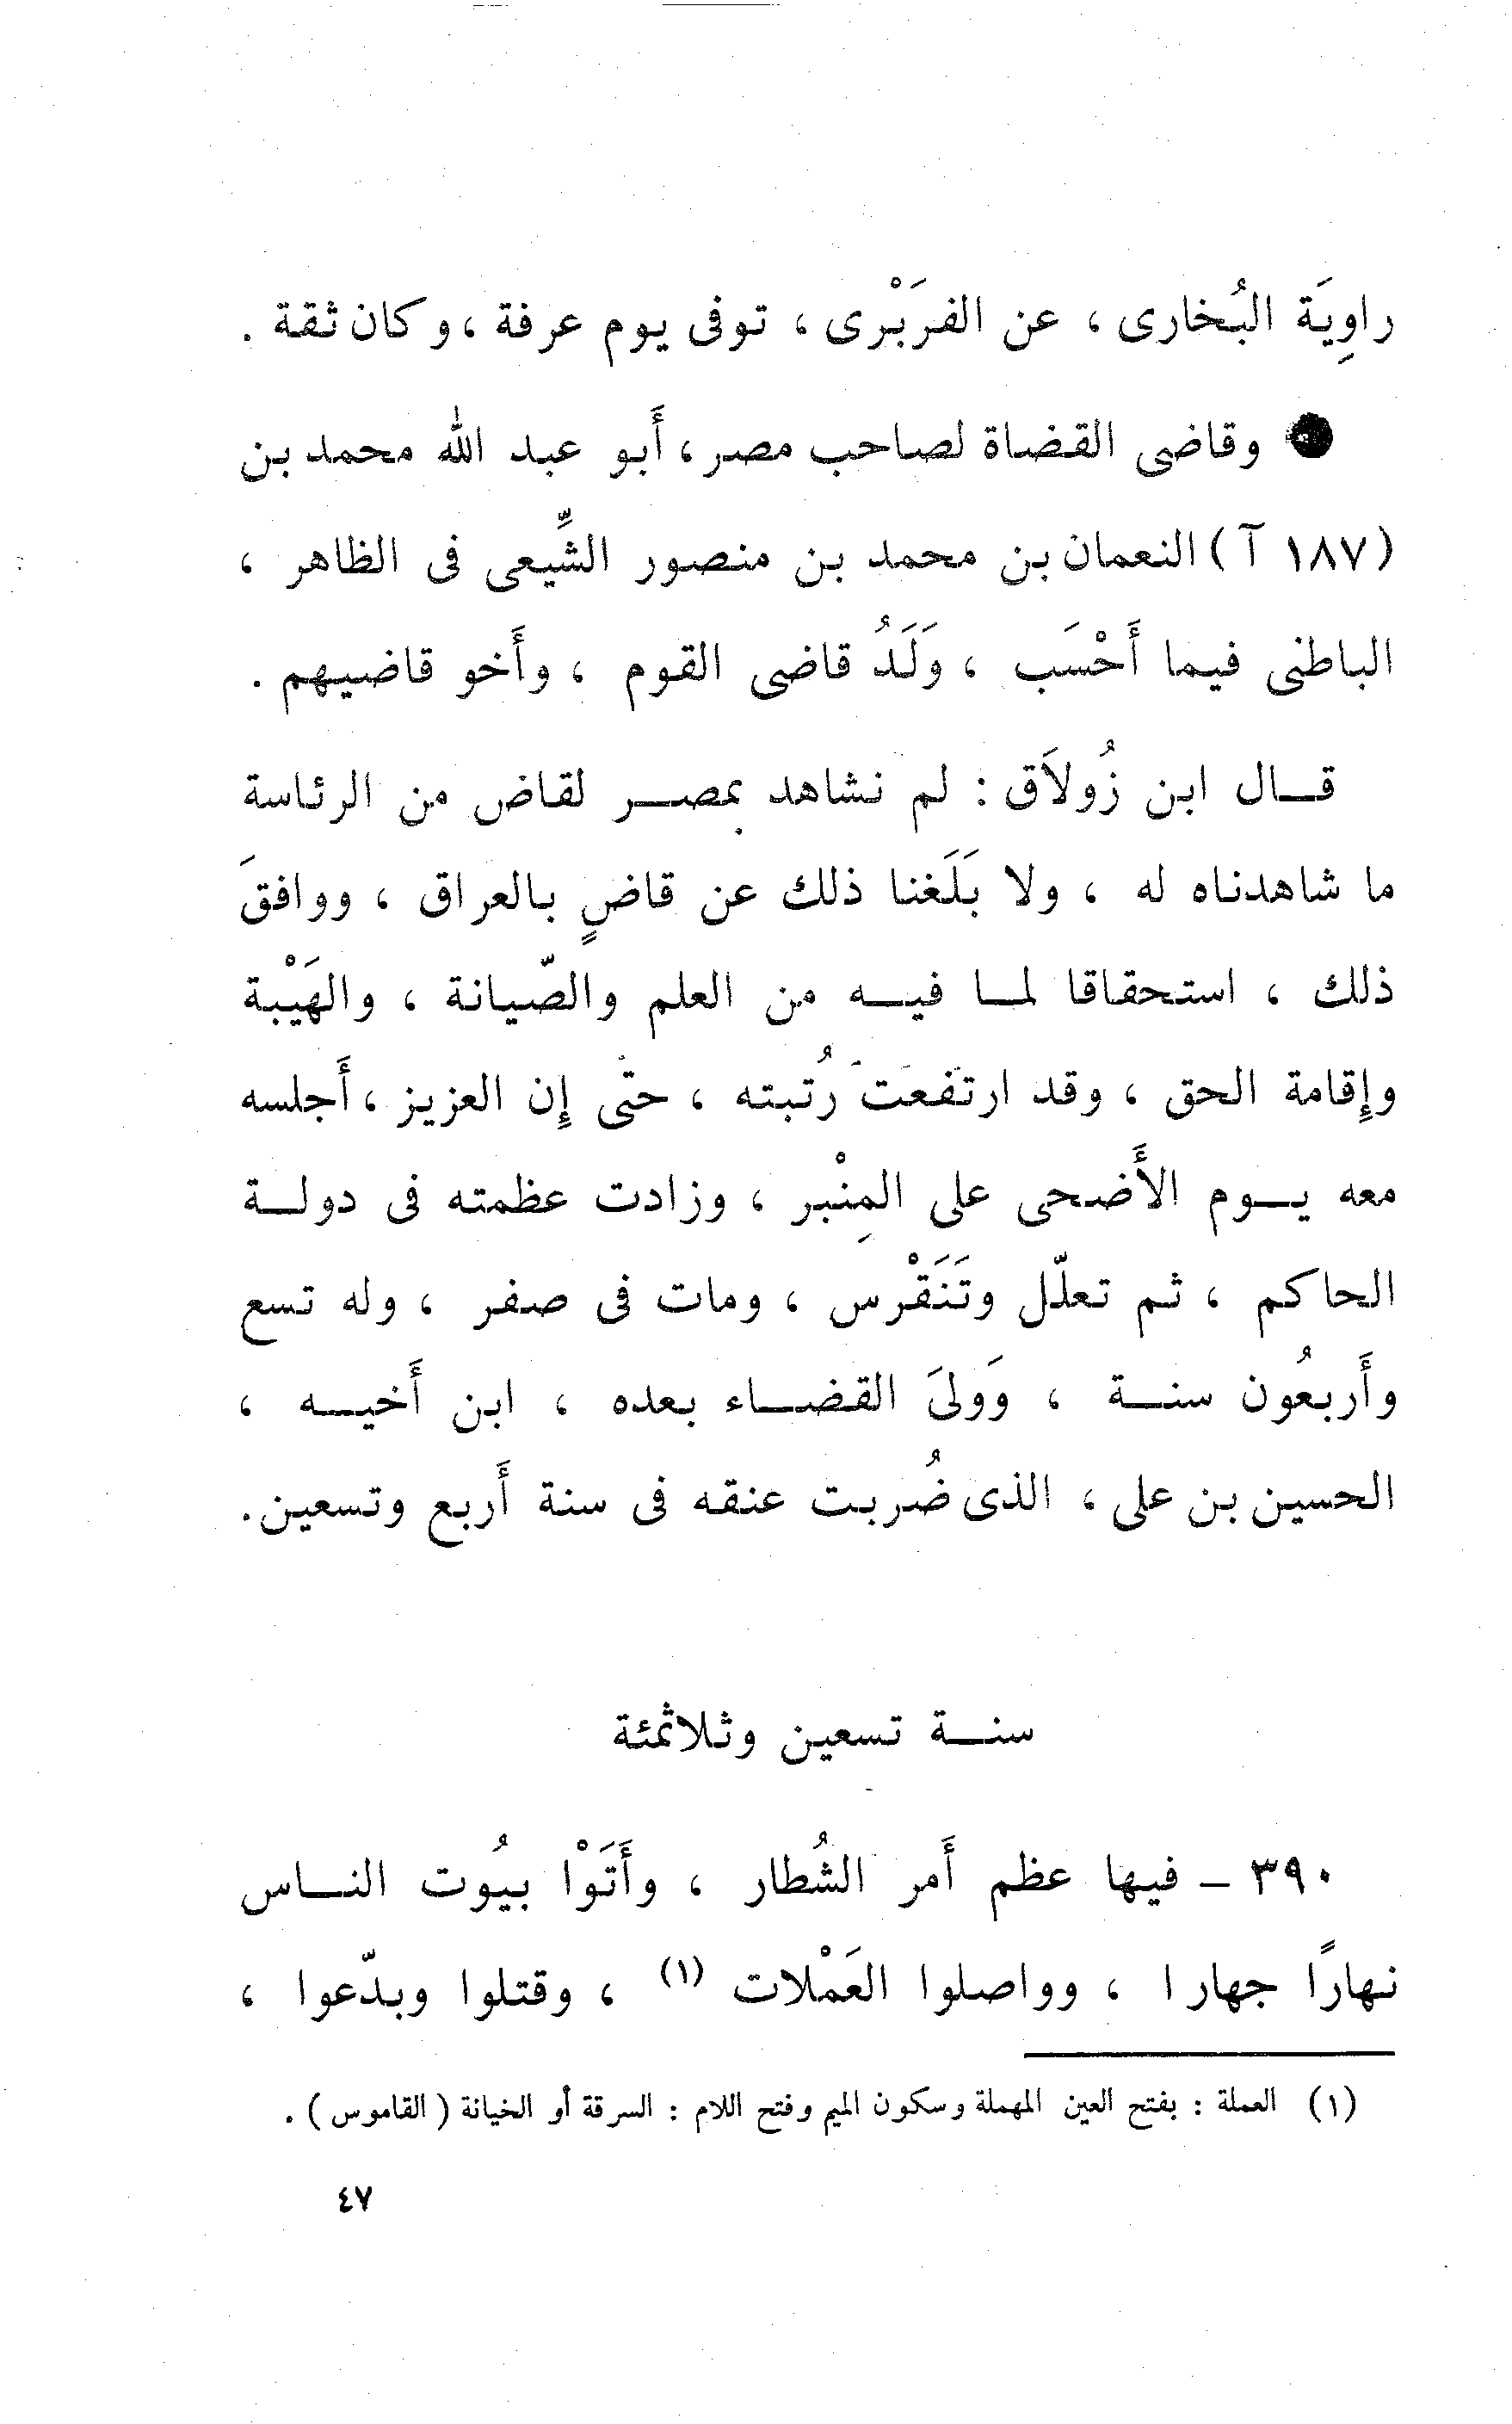 راوِيَة البُخارى ، عن الفرَبْرى ، توفى يوم عرفة ، وكان ثقة .
● وقاضى القضاة لصاحب مصر ، أَبو عبد الله محمد بن
(١٨٧ آ) النعمان بن محمد بن منصور الشِّيعى فى الظاهر ،
الباطنى فيما أَحْسَب ، وَلَدُ قاضى القوم ، وأَخو قاضيهم .
قال ابن زُولاَق : لم نشاهد بمصر لقاض من الرئاسة
ما شاهدناه له ، ولا بَلَغنا ذلك عن قاضٍ بالعراق ، ووافقَ
ذلك ، استحقاقا لما فيه من العلم والصّيانة ، والهَيْبة
وإِقامة الحق ، وقد ارتفعت رُتبته ، حتى إِن العزيز ، أَجلسه
معه يوم الأَضحى على المِنْبر ، وزادت عظمته فى دولة
الحاكم ، ثم تعلّل وتَنَقْرس ، ومات فى صفر ، وله تسع
وأَربعُون سنة ، وَولىَ القضاء بعده ، ابن أَخيه ،
الحسين بن على ، الذى ضُربت عنقه فى سنة أَربع وتسعين .
سنة تسعين وثلاثمئة
٣٩٠ – فيها عظم أَمر الشُطار ، وأَتَوْا بيُوت الناس
نهارًا جهارا ، وواصلوا العَمْلات (١) ، وقتلوا وبدّعوا ،
(١) العملة : بفتح العين المهملة وسكون الميم وفتح اللام : السرقة أو الخيانة ( القاموس ) .
٤٧